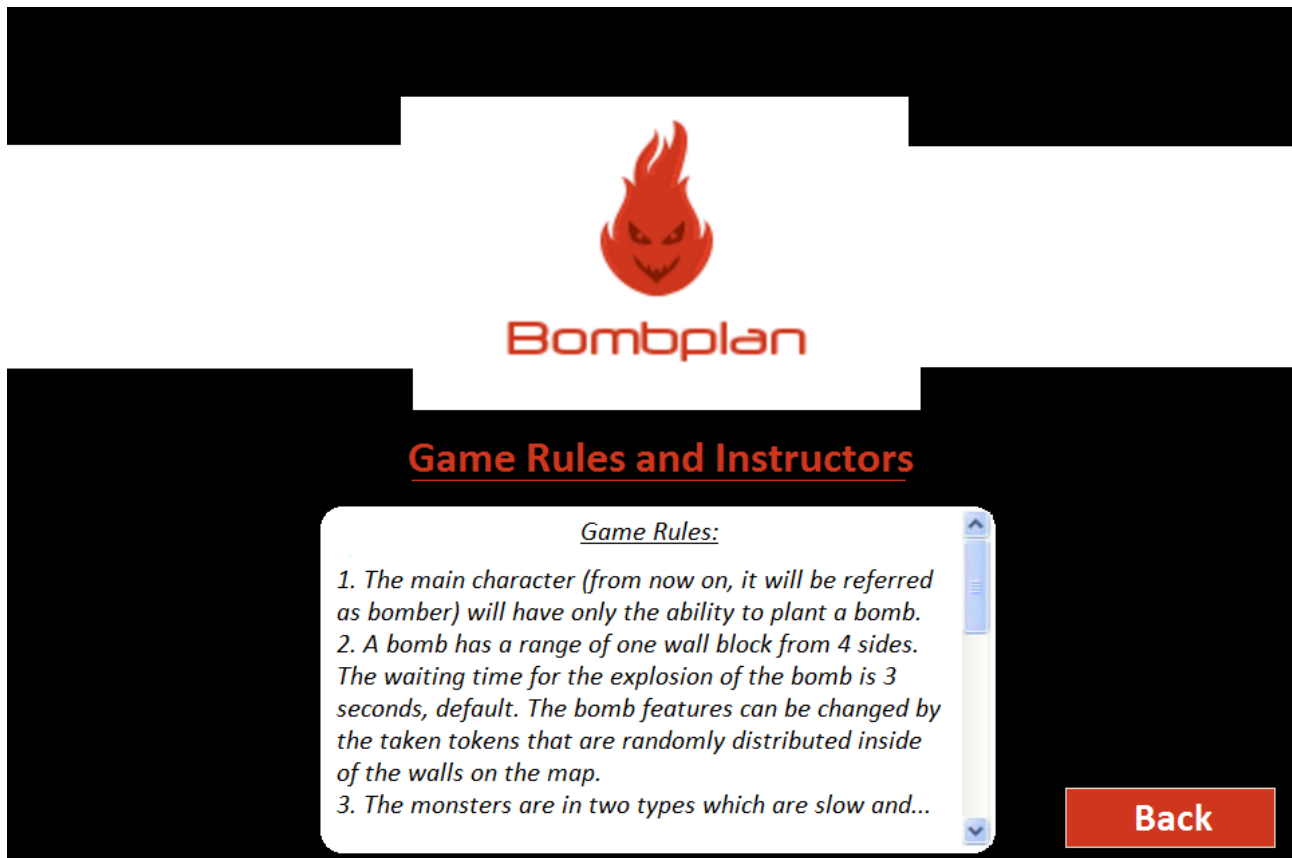 Bombplan
Game Rules and Instructors
Game Rules:
1. The main character (from now on, it will be referred
as bomber) will have only the ability to plant a bomb.
2. A bomb has a range of one wall block from 4 sides.
The waiting time for the explosion of the bomb is 3
seconds, default. The bomb features can be changed by
the taken tokens that are randomly distributed inside
of the walls on the map.
3. The monsters are in two types which are slow and...
Back